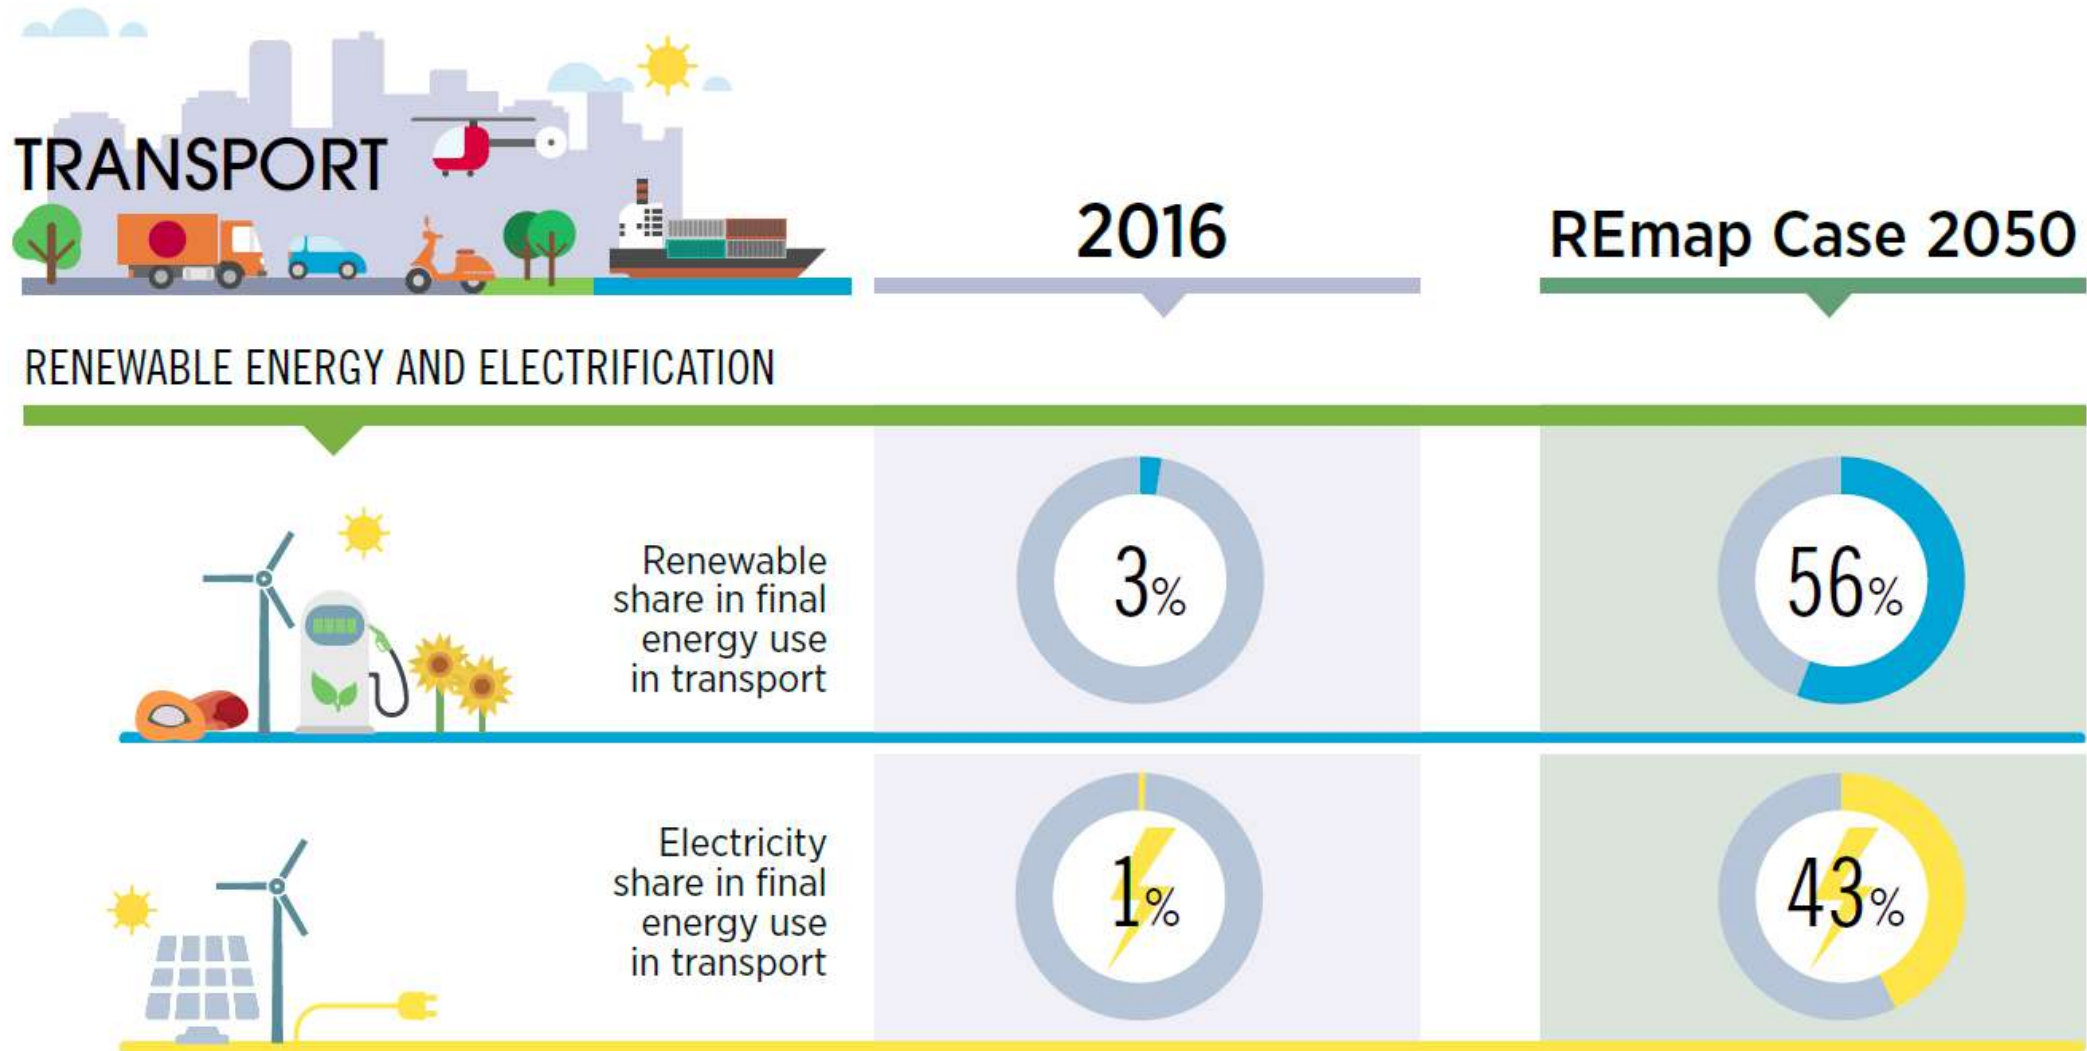 TRANSPORT
2016
REmap Case 2050
RENEWABLE ENERGY AND ELECTRIFICATION
Renewable
share in final
energy use
in transport
3%
56%
Electricity
share in final
energy use
in transport
1%
43%